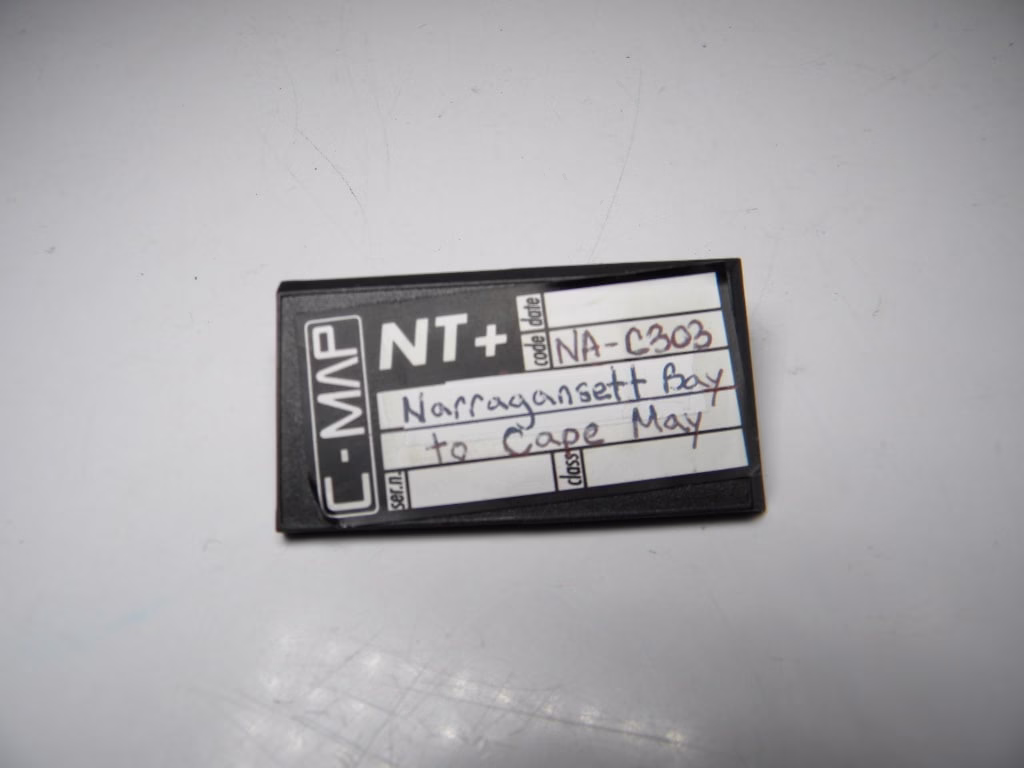 C-MAP
NT+
date
code NA-C303
Narragansett Bay
to Cape May
ser.n. class